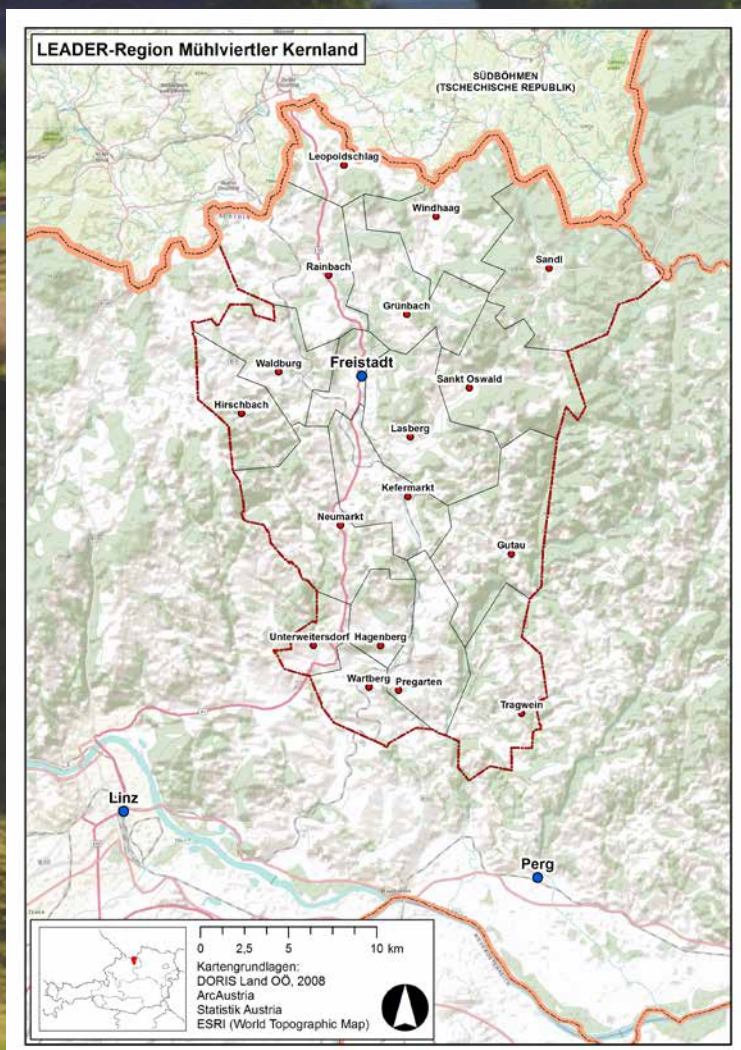 LEADER-Region Mühlviertler Kernland
SÜDBÖHMEN
(TSCHECHISCHE REPUBLIK)
Leopoldschlag
Windhaag
Sandl
Rainbach
Grünbach
Waldburg
Freistadt
Sankt Oswald
Hirschbach
Lasberg
Kefermarkt
Neumarkt
Gutau
Unterweitersdorf
Hagenberg
Wartberg
Pregarten
Tragwein
Linz
Perg
0 2,5 5 10 km
Kartengrundlagen:
DORIS Land OÖ, 2008
ArcAustria
Statistik Austria
ESRI (World Topographic Map)